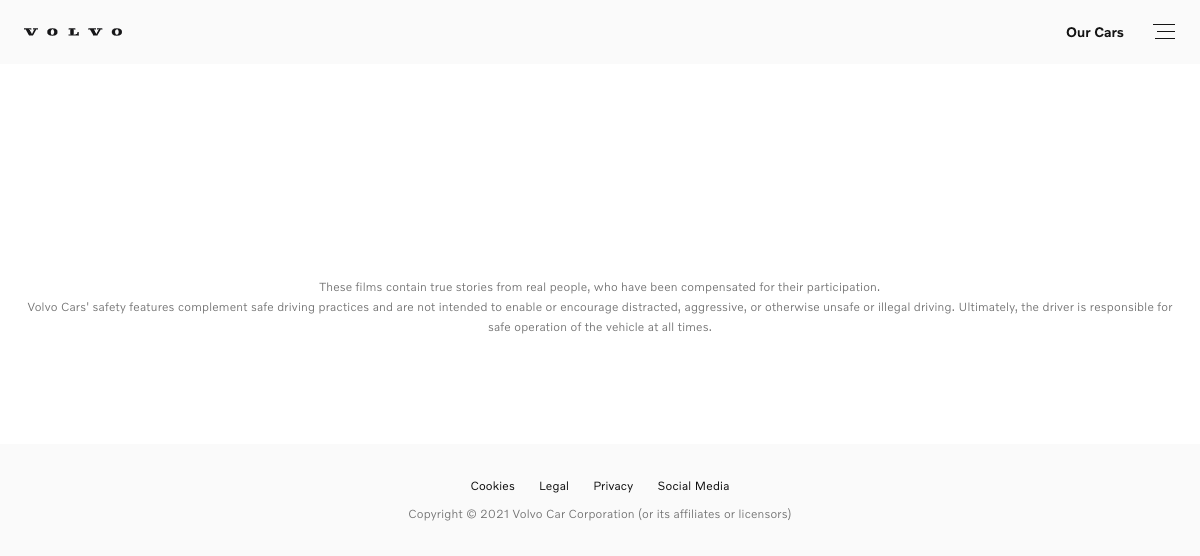 VOLVO
Our Cars
These films contain true stories from real people, who have been compensated for their participation.
Volvo Cars' safety features complement safe driving practices and are not intended to enable or encourage distracted, aggressive, or otherwise unsafe or illegal driving. Ultimately, the driver is responsible for
safe operation of the vehicle at all times.
Cookies Legal Privacy Social Media
Copyright © 2021 Volvo Car Corporation (or its affiliates or licensors)